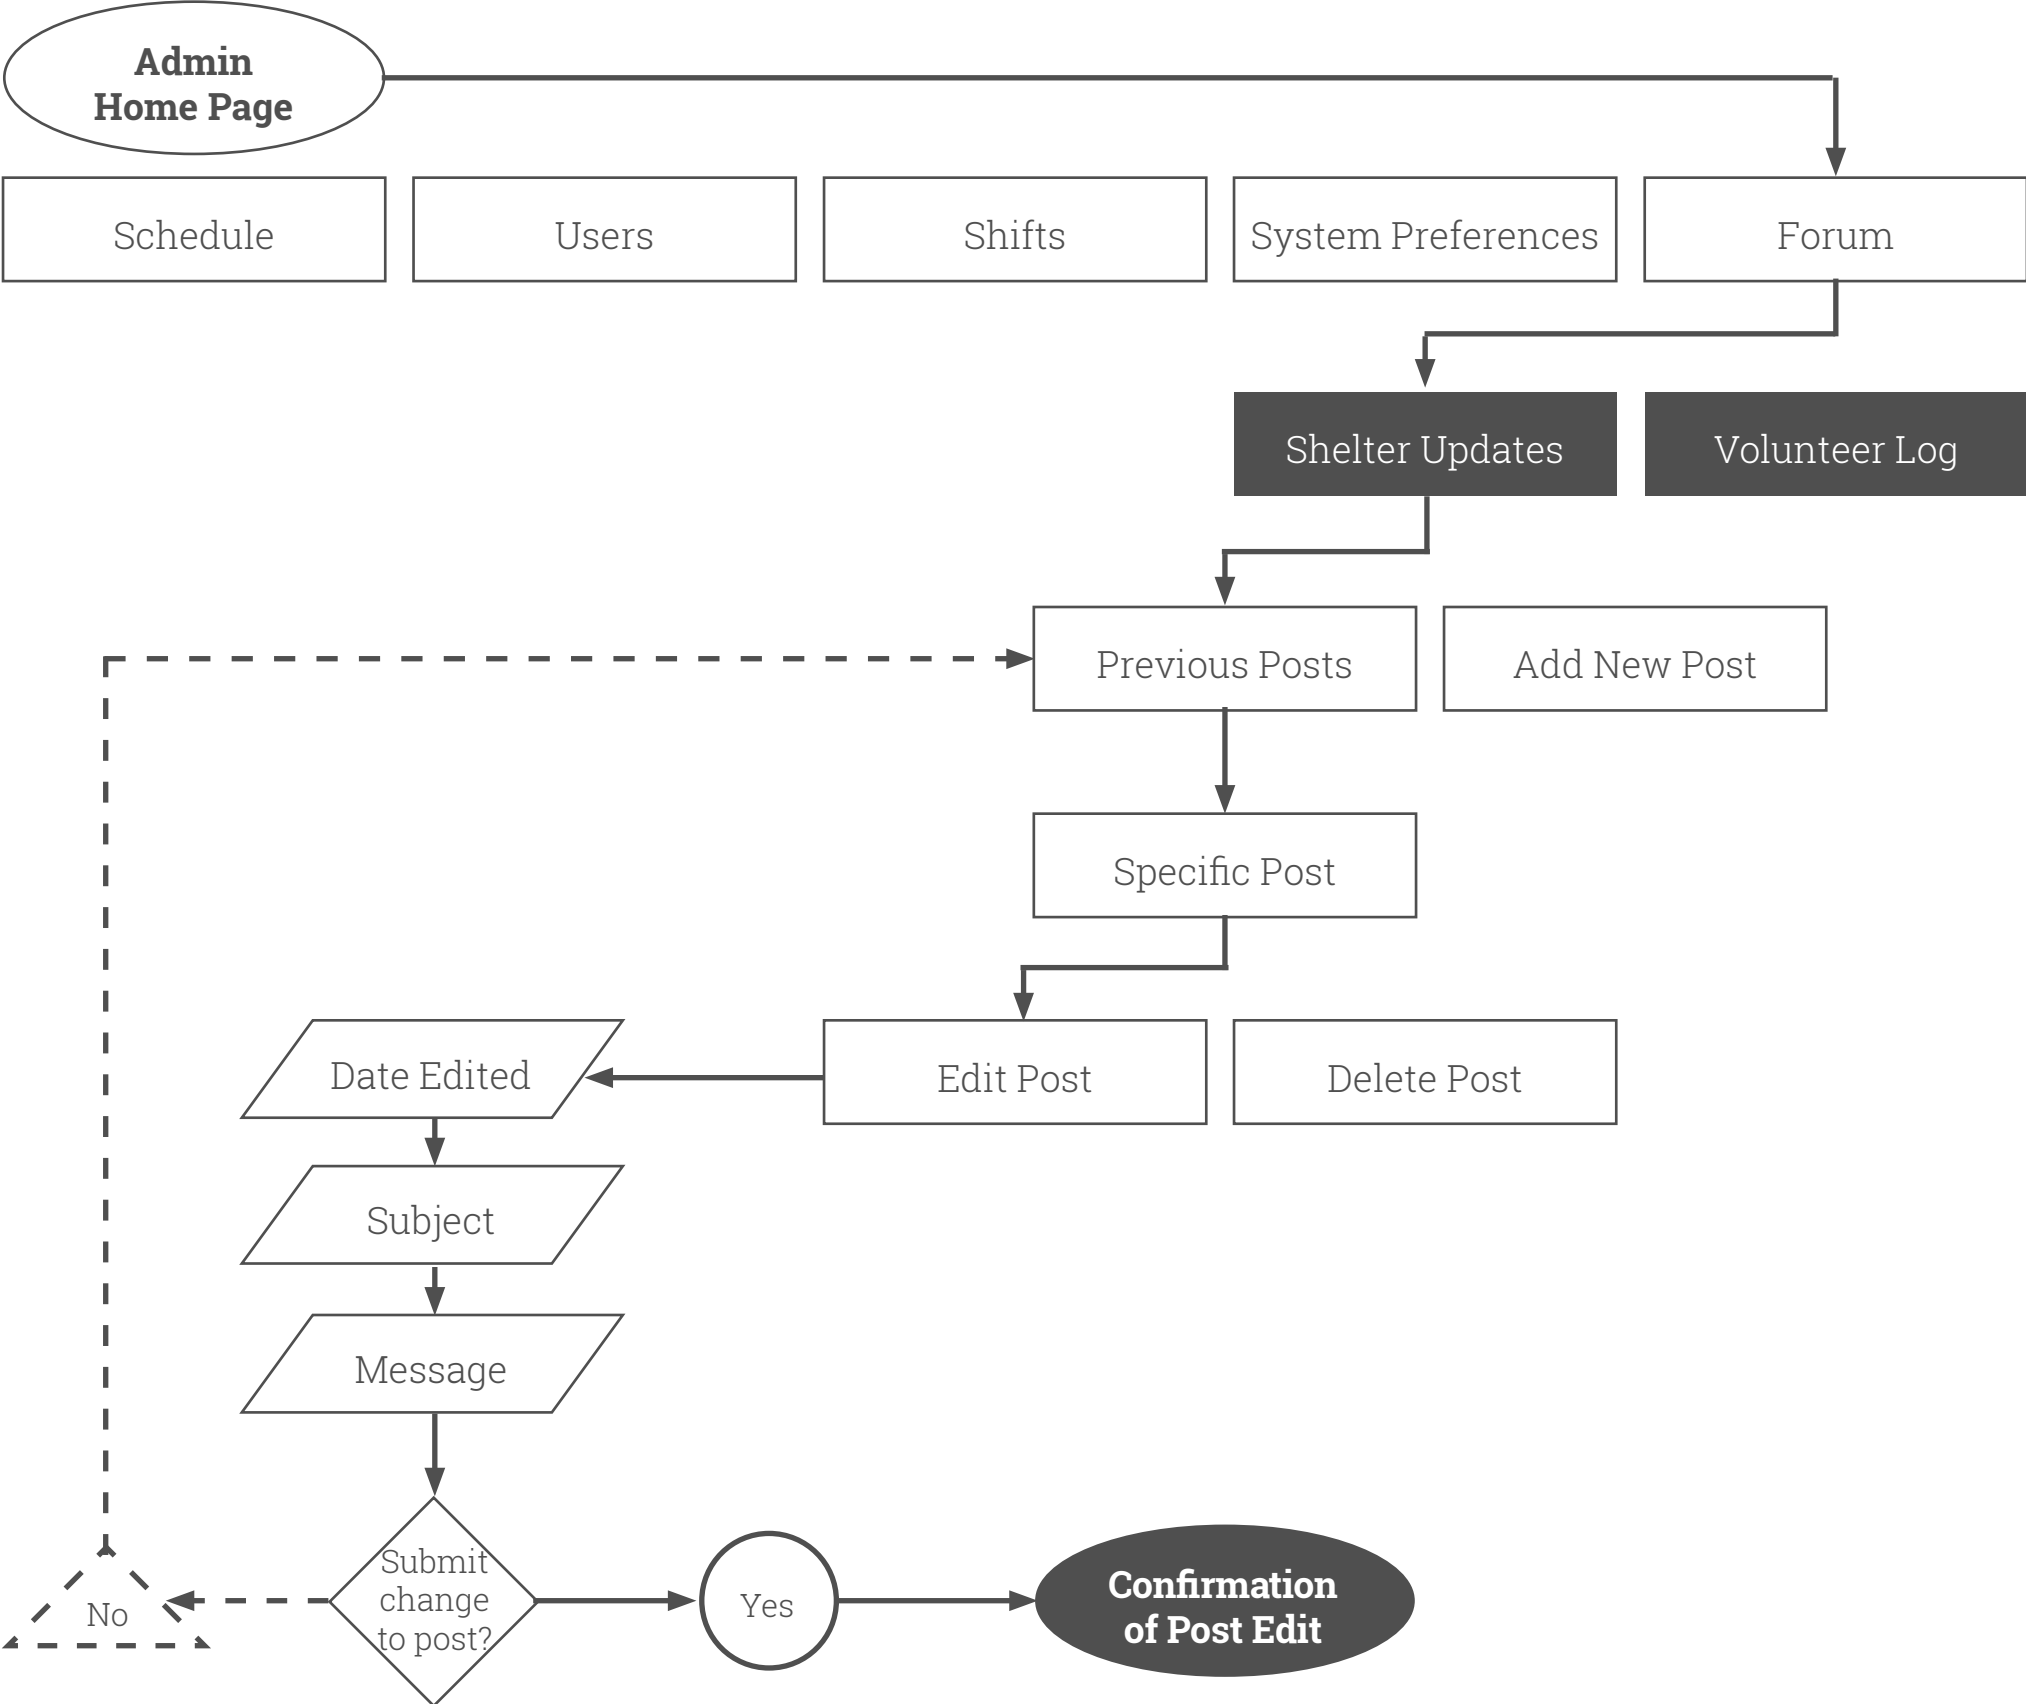 Admin
Home Page
Schedule
Users
Shifts
System Preferences
Forum
Shelter Updates
Volunteer Log
Previous Posts
Add New Post
Specific Post
Date Edited
Edit Post
Delete Post
Subject
Message
Submit
change
to post?
No
Yes
Confirmation
of Post Edit